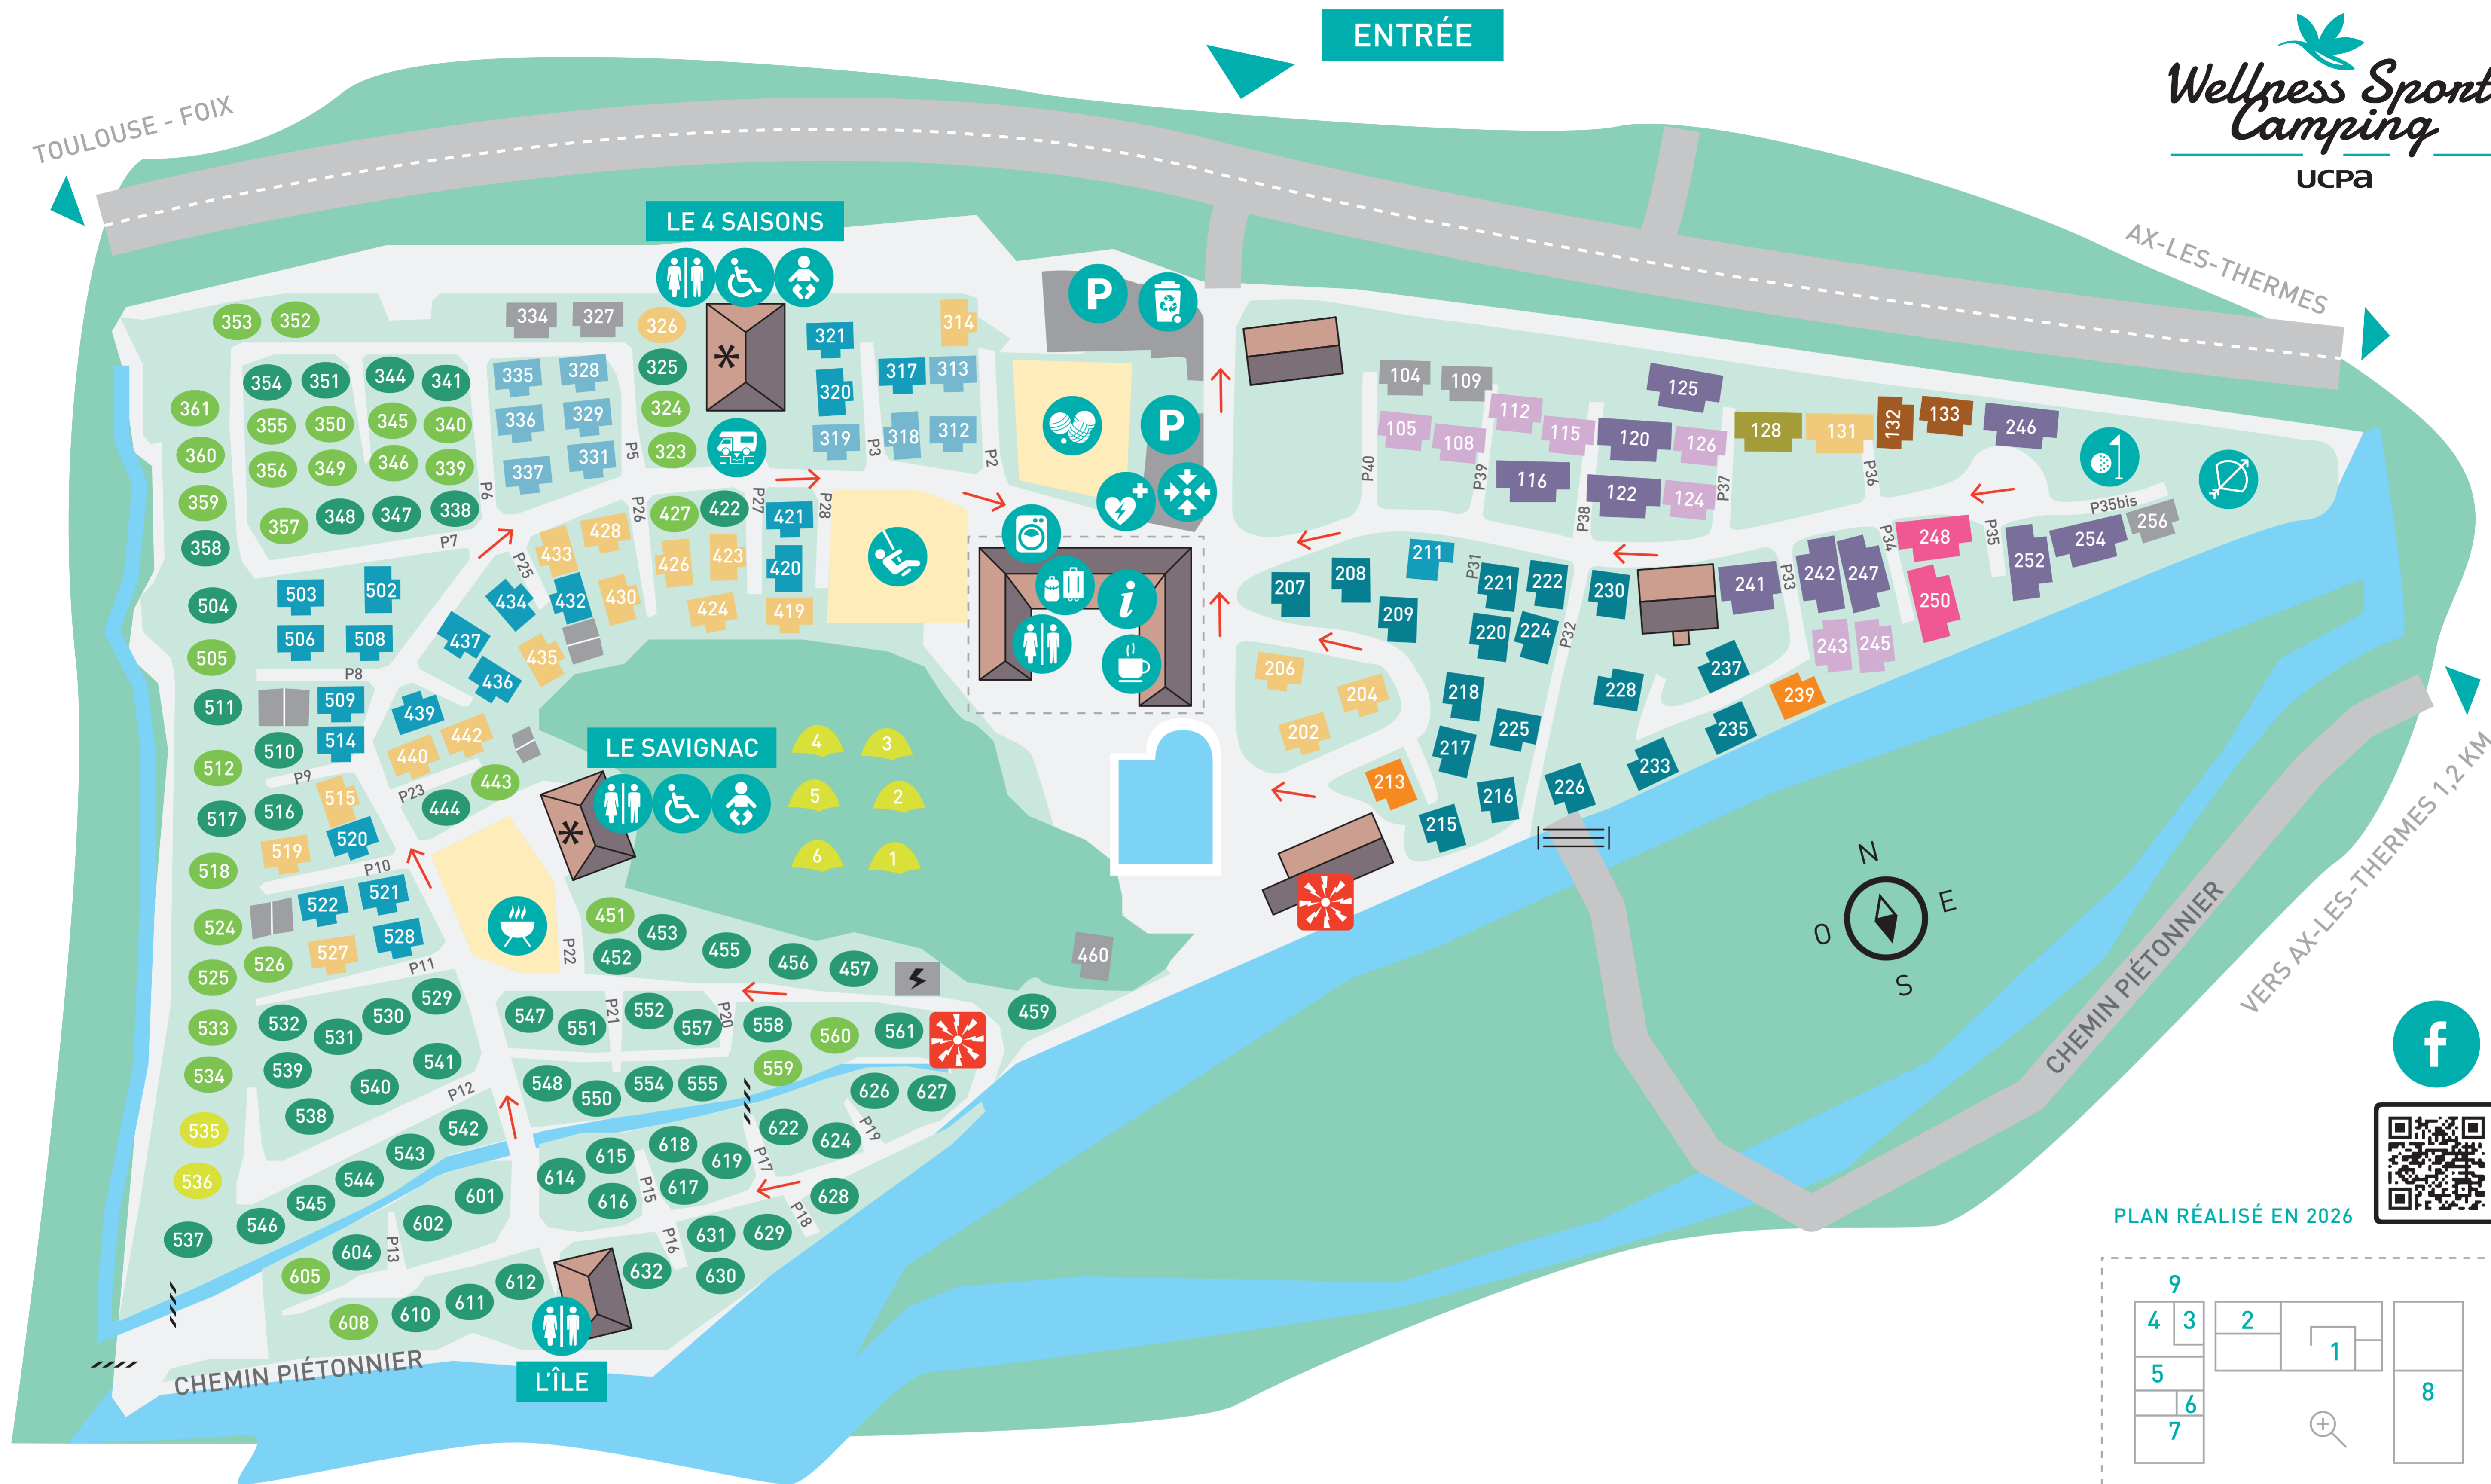 ENTRÉE
Wellness Sport
Camping
UCPA
TOULOUSE - FOIX
AX-LES-THERMES
LE 4 SAISONS
P
P
353 352 334 327 326 321 314
354 351 344 341 335 328 325 320 317 313
361 355 350 345 340 336 329 324 319 318 312
360 356 349 346 339 337 331 323
359 357 348 347 338
358
P7 P6 P5 P3 P2
P25 P26 P27 P28
433 428 427 422 421
426 423 420
434 432 430 424 419
437 435 436
503 502
504 506 508
505
P8
511 509 439
510 514 440 442
512 443
P9 P23
515 444
517 516 520
519
518
P10
522 521
524 528
526 527
525
P11
LE SAVIGNAC
4 3
5 2
6 1
104 109 112 115 125
105 108 120 126 128 131 132 133 246
116 122 124
P40 P39 P38 P37 P36
P35bis
P35 P34 P33 P32 P31
207 208 211 209
221 222 230 241 242 247 248 252 254 256
220 224 243 245 250
206 204 202
218 228 237 239
217 225 235
213 216 226 233
215
i
451 453
452 455 456 457 460
P22
459
533 532 531 530 529
534 539 540 541
538
P12
535
536
537
542
543
544
545
546
547 551 552 557 558 560 561
P21 P20
559
548 550 554 555
626 627
622 624
P19
614 615 618 619
616 617
P15 P17
628
P18
601
602
604
605
P13
P16
631 629
632 630
612
611
610
608
L'ÎLE
CHEMIN PIÉTONNIER
N
O E
S
CHEMIN PIÉTONNIER
VERS AX-LES-THERMES 1,2 KM
f
PLAN RÉALISÉ EN 2026
9
4 3 2
1
5
6
7
8